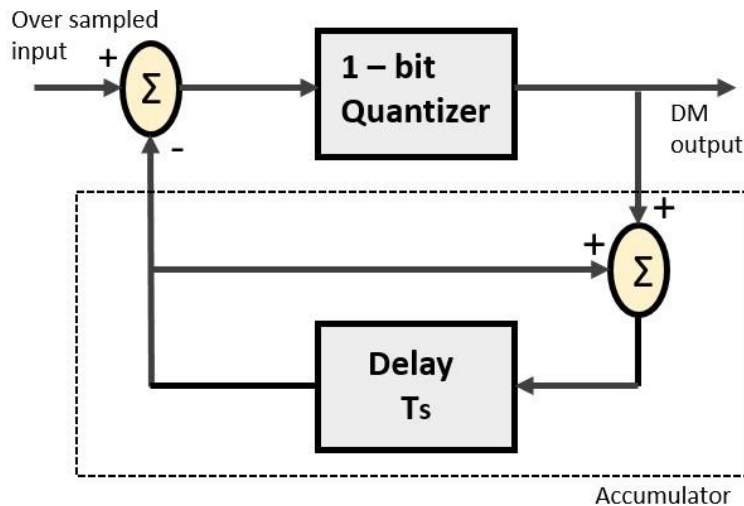 Over sampled
input
+
Σ
-
1 – bit
Quantizer
DM
output
+
+
Σ
Delay
Ts
Accumulator